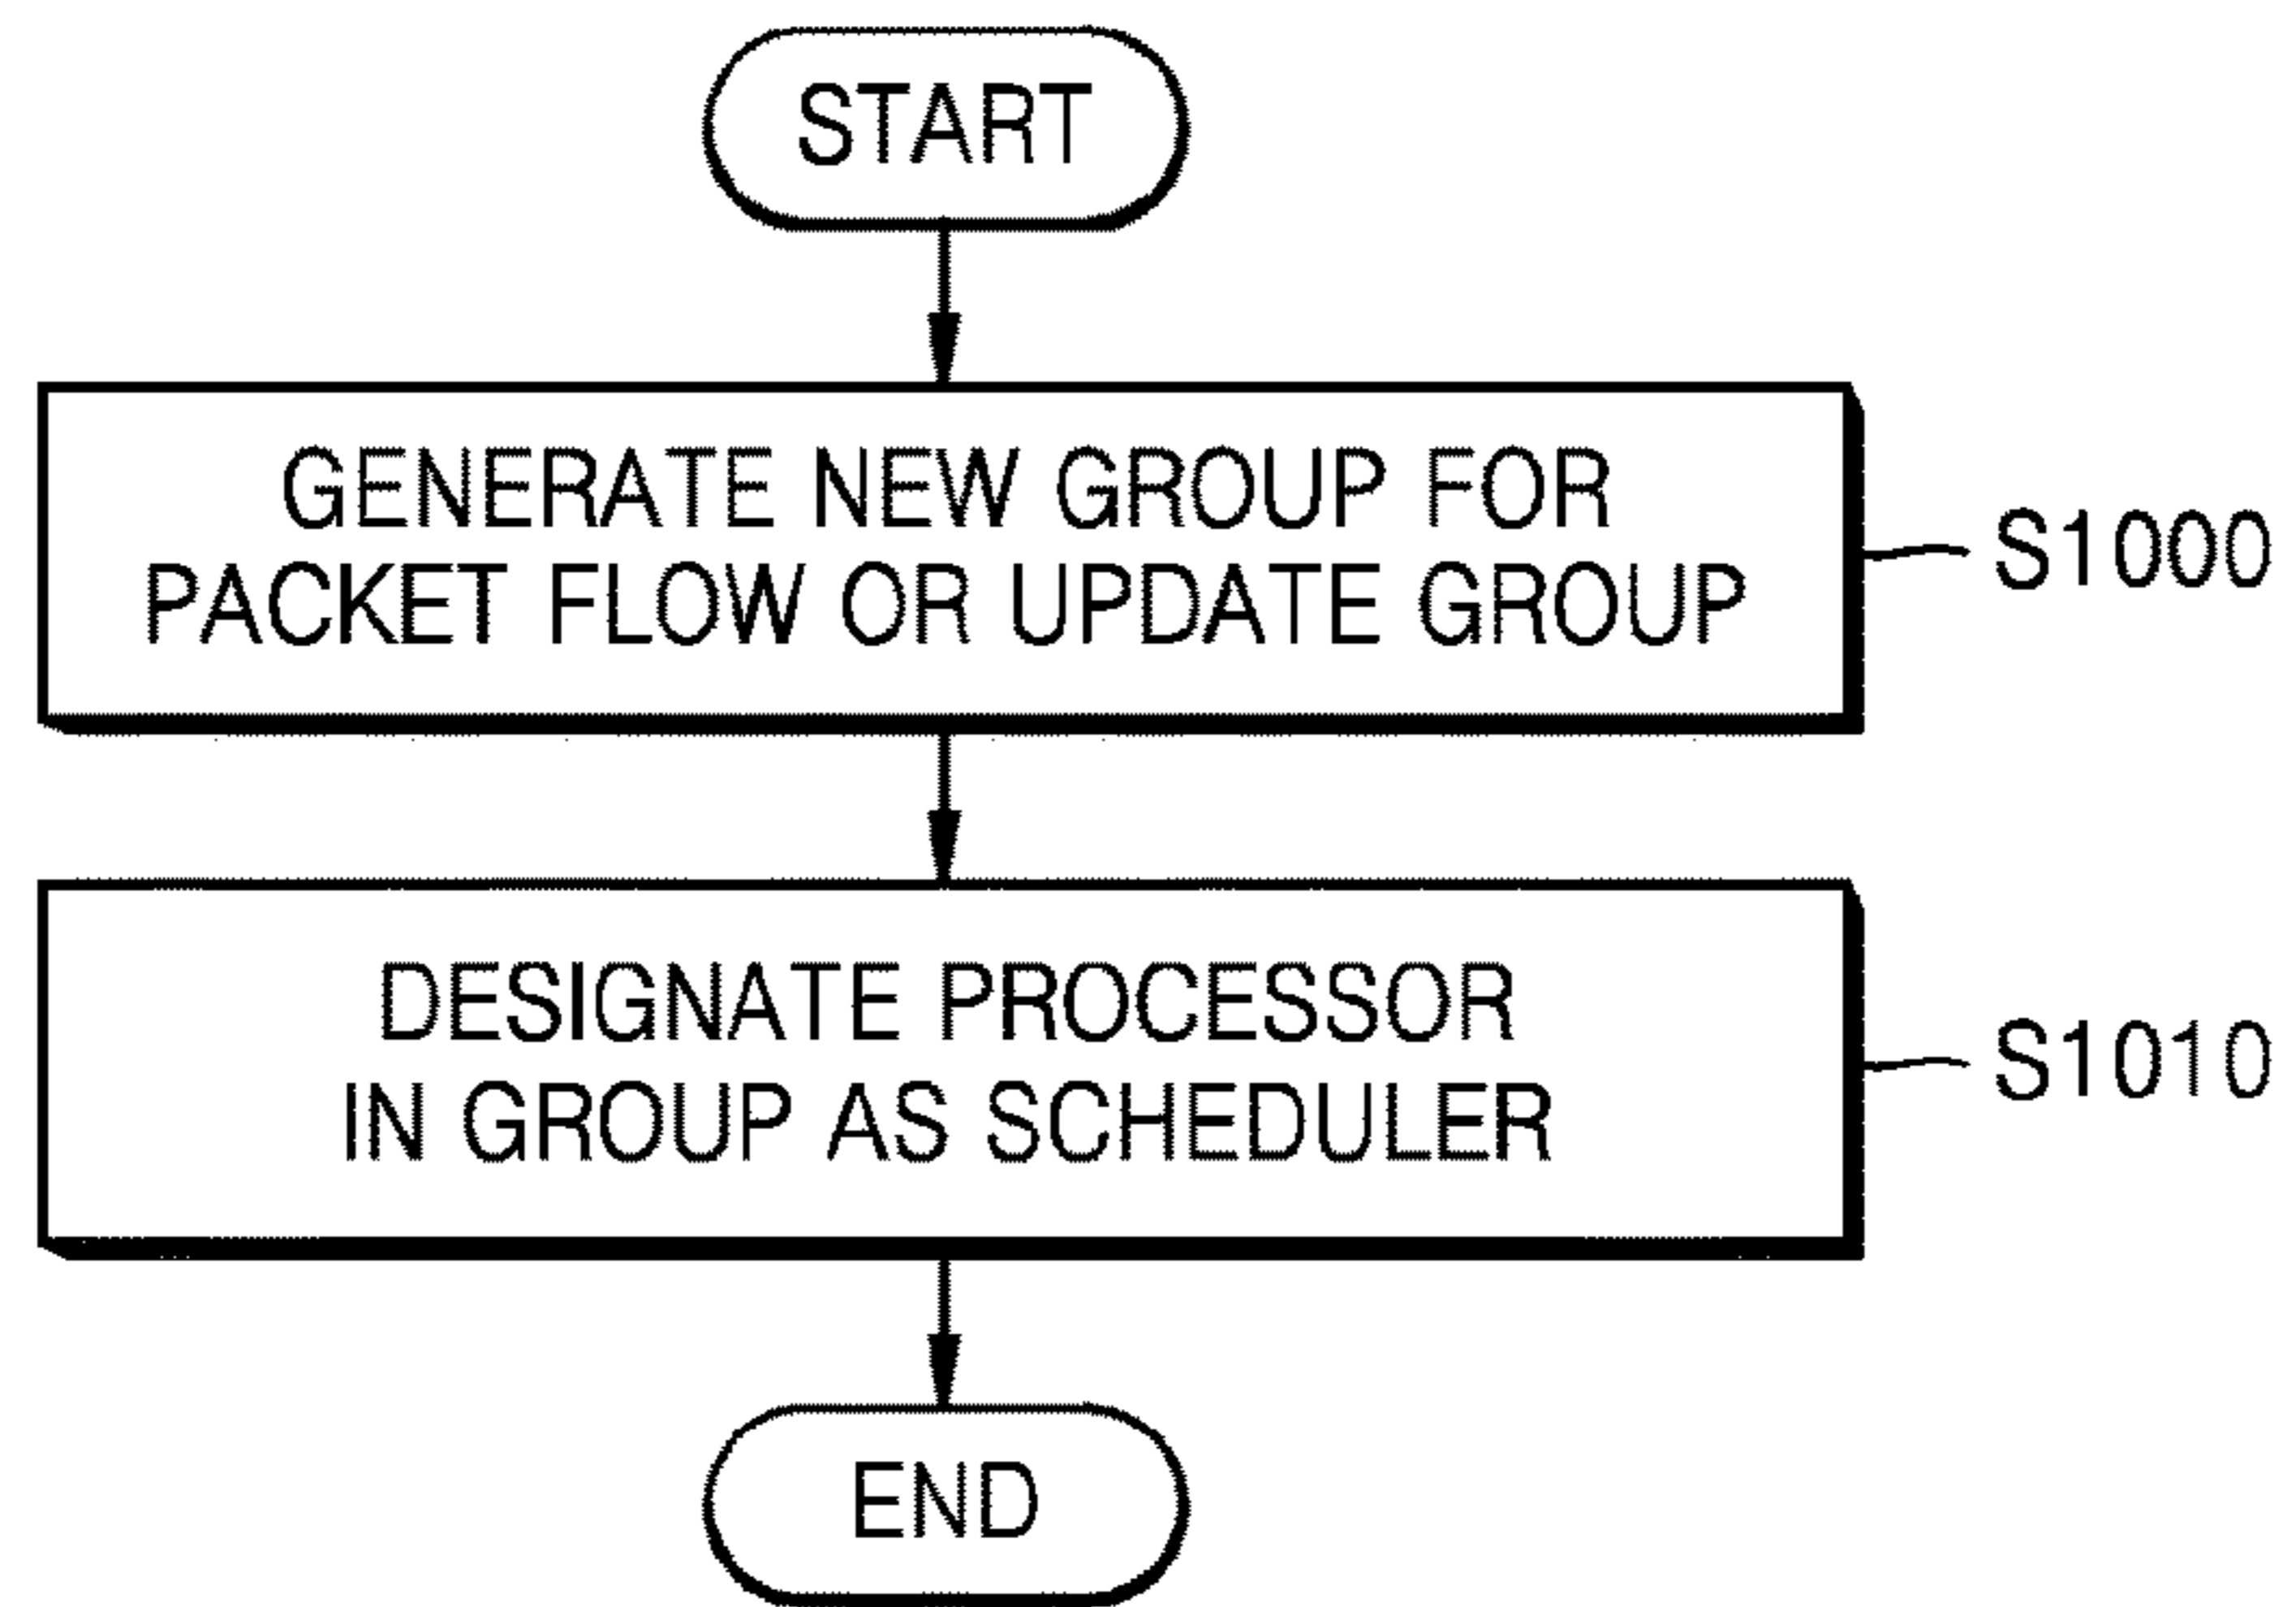 START
GENERATE NEW GROUP FOR
PACKET FLOW OR UPDATE GROUP
S1000
DESIGNATE PROCESSOR
IN GROUP AS SCHEDULER
S1010
END